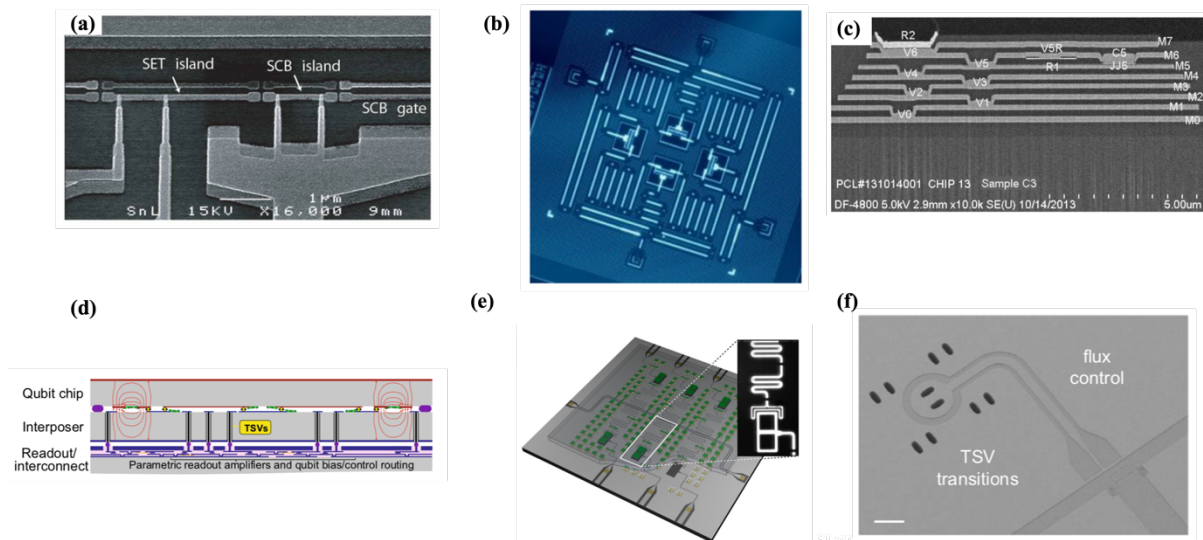 (a)
SET island
SCB island
SCB gate
1μm
SnL 15KV X16,000 9mm
(b)
(c)
R2
M7
V6
V5R
C5
M6
V5
R1
JJ5
M5
V4
M4
V3
M3
V2
M2
V1
M1
V0
M0
PCL#131014001 CHIP 13 Sample C3
DF-4800 5.0kV 2.9mm x10.0k SE(U) 10/14/2013
5.00um
(d)
Qubit chip
Interposer
TSVs
Readout/
interconnect
Parametric readout amplifiers and qubit bias/control routing
(e)
(f)
flux
control
TSV
transitions